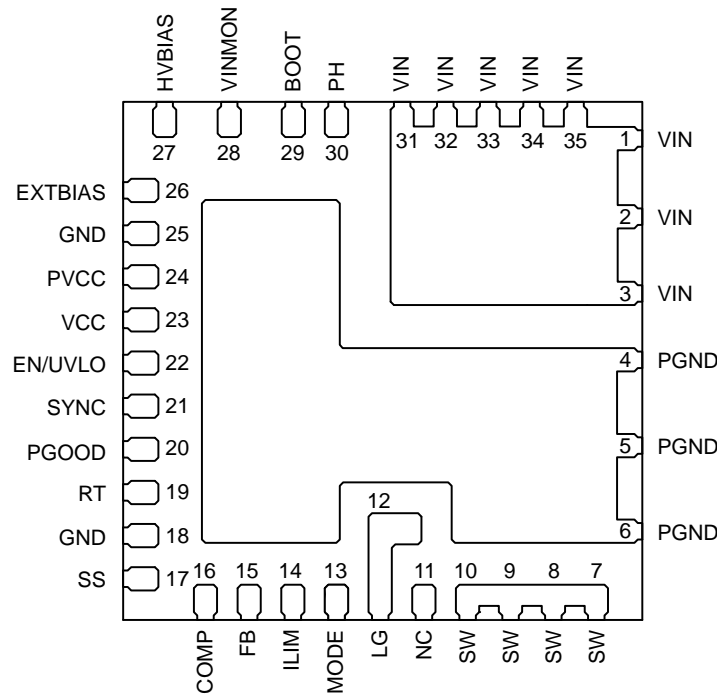 HVBIAS
VINMON
BOOT
PH
VIN
VIN
VIN
VIN
VIN
27
28
29
30
31
32
33
34
35
1 VIN
2 VIN
3 VIN
4 PGND
5 PGND
6 PGND
EXTBIAS 26
GND 25
PVCC 24
VCC 23
EN/UVLO 22
SYNC 21
PGOOD 20
RT 19
GND 18
SS 17
12
16
15
14
13
11
10
9
8
7
COMP
FB
ILIM
MODE
LG
NC
SW
SW
SW
SW